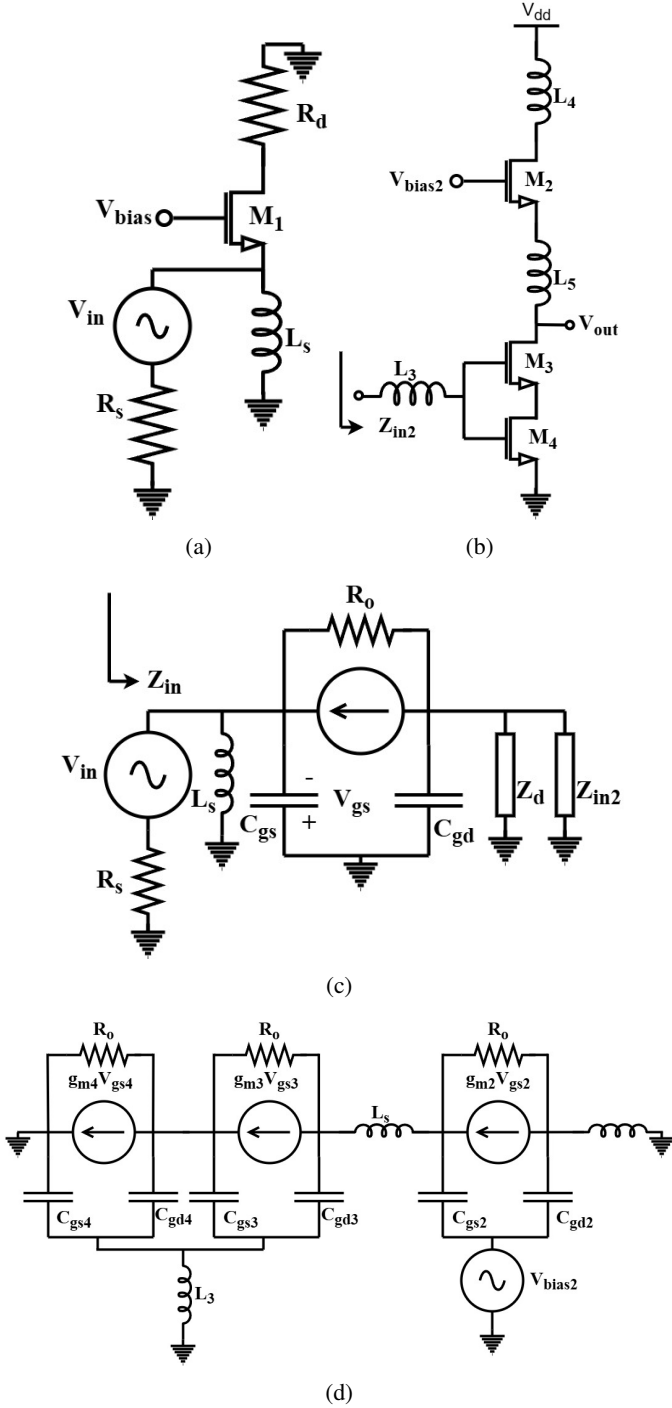 R_d
V_bias
M_1
V_in
L_s
R_s
(a)
V_dd
L_4
V_bias2
M_2
L_5
V_out
L_3
M_3
Z_in2
M_4
(b)
R_o
Z_in
V_in
L_s
-
V_gs
+
C_gs
C_gd
Z_d
Z_in2
R_s
(c)
R_o
R_o
R_o
g_m4V_gs4
g_m3V_gs3
g_m2V_gs2
L_s
C_gs4
C_gd4
C_gs3
C_gd3
C_gs2
C_gd2
L_3
V_bias2
(d)